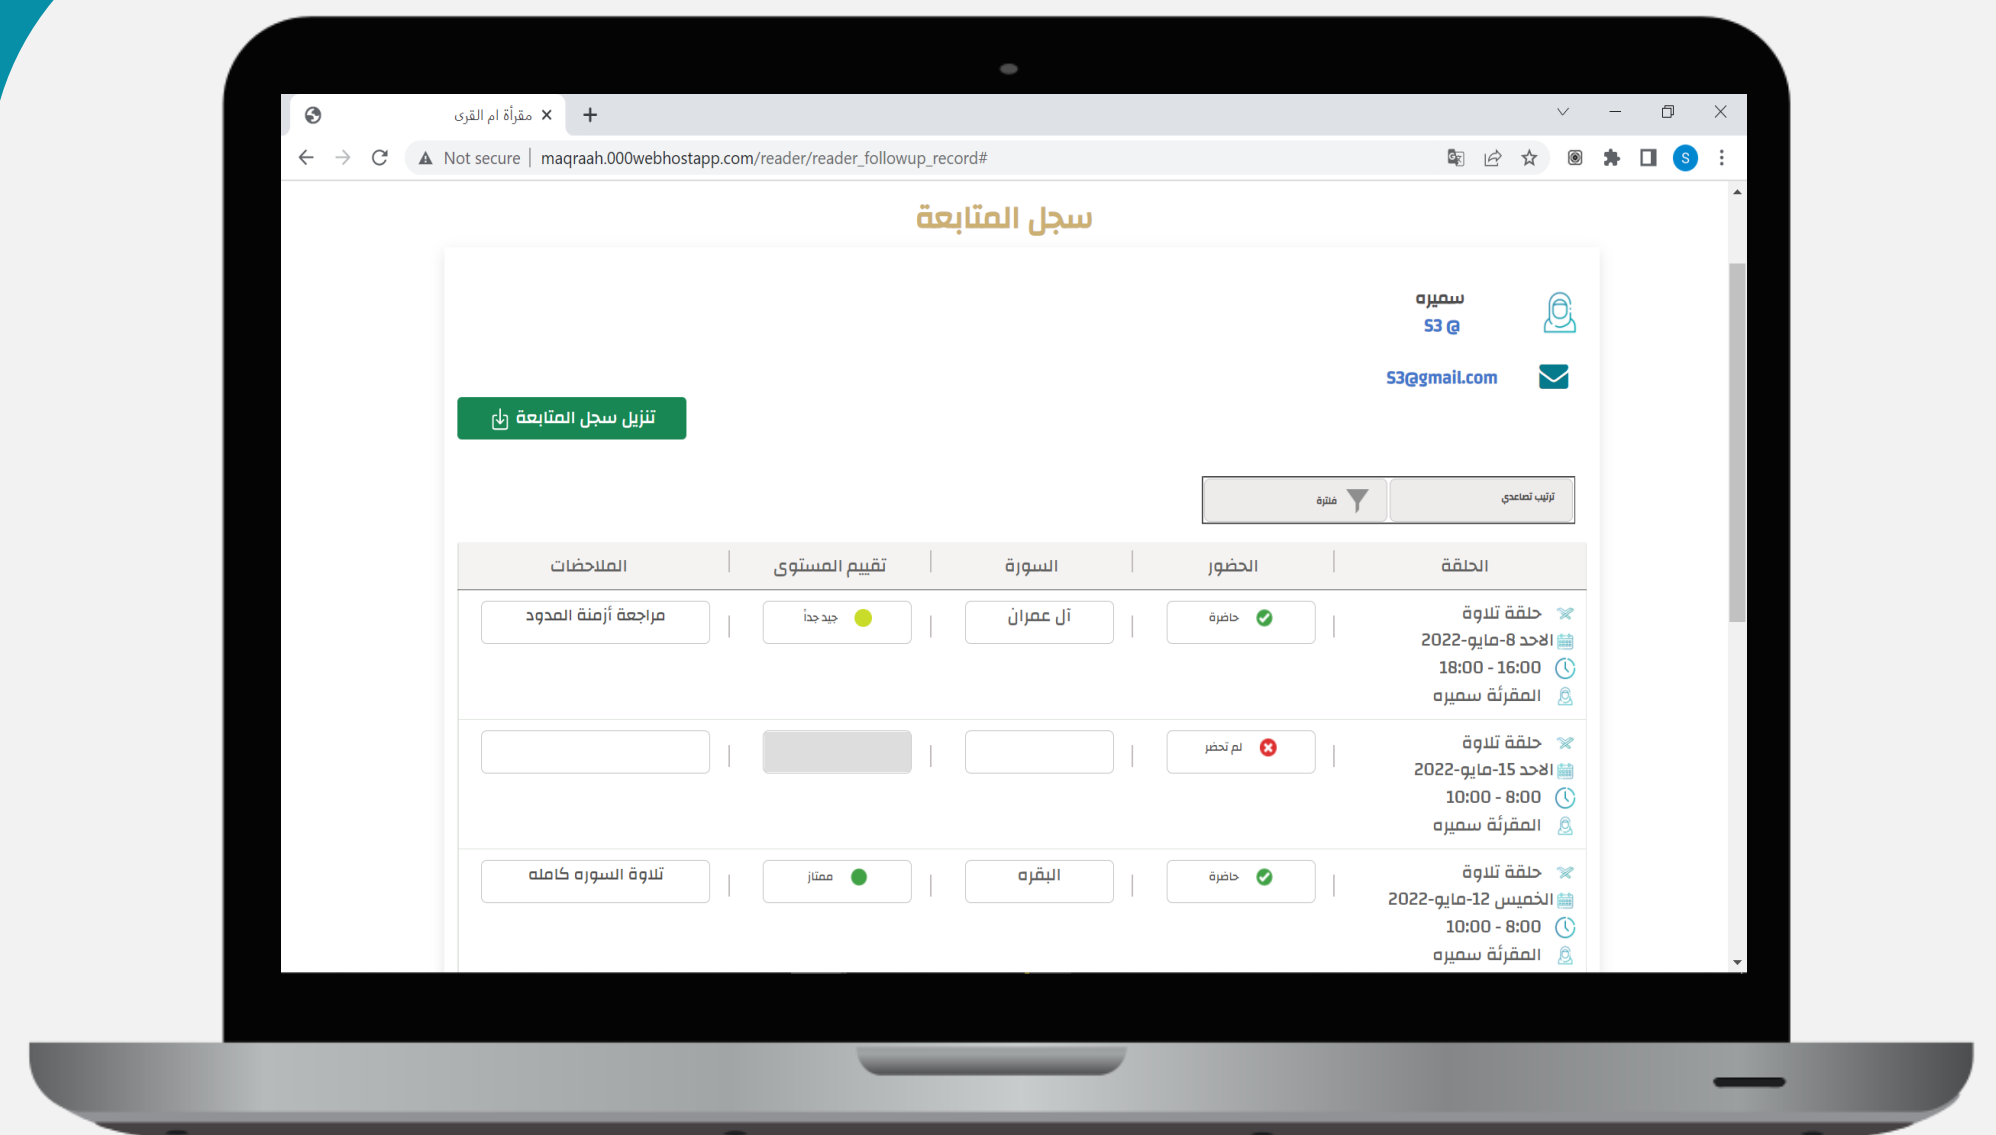 مقرأة ام القرى
Not secure | maqraah.000webhostapp.com/reader/reader_followup_record#
S
سجل المتابعة
سميره
S3 @
S3@gmail.com
تنزيل سجل المتابعة
ترتيب تصاعدي
فلترة
الحلقة | الحضور | السورة | تقييم المستوى | الملاحضات
حلقة تلاوة
الاحد 8-مايو-2022
18:00 - 16:00
المقرئة سميره
حاضرة
آل عمران
جيد جداً
مراجعة أزمنة المدود
حلقة تلاوة
الاحد 15-مايو-2022
10:00 - 8:00
المقرئة سميره
لم تحضر
حلقة تلاوة
الخميس 12-مايو-2022
10:00 - 8:00
المقرئة سميره
حاضرة
البقره
ممتاز
تلاوة السوره كامله